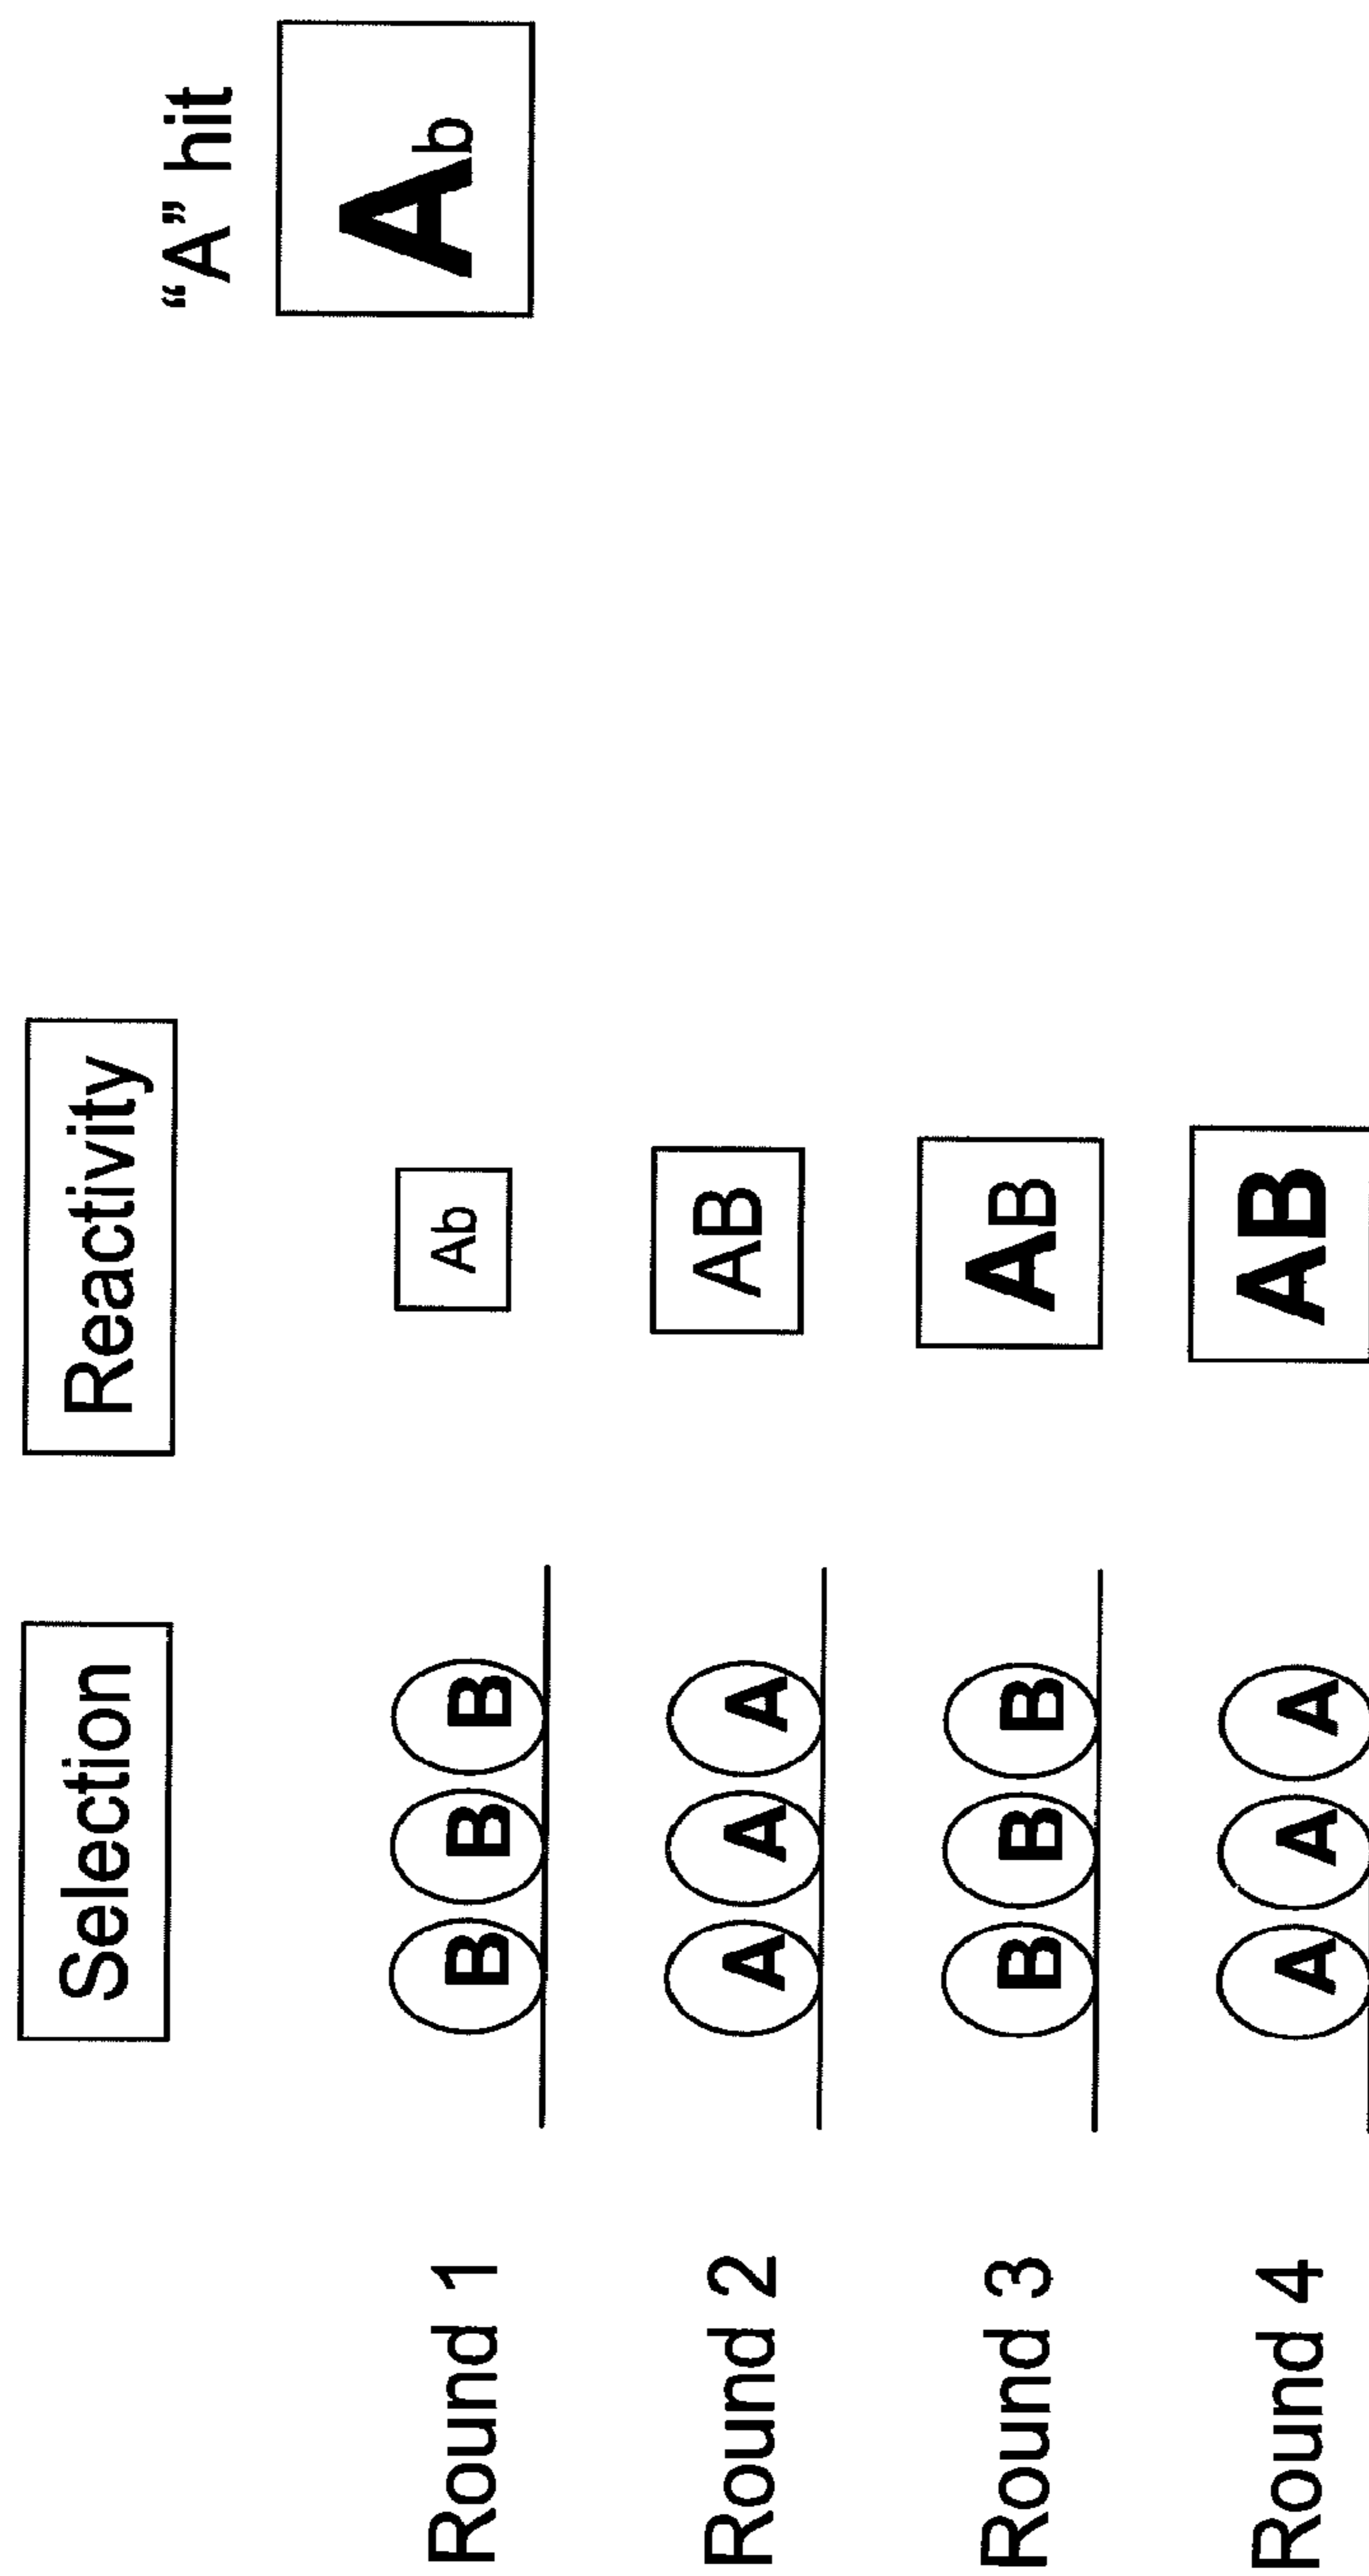 Selection Reactivity
“A” hit
Round 1 B B B Ab Ab
Round 2 A A A AB
Round 3 B B B AB
Round 4 A A A AB